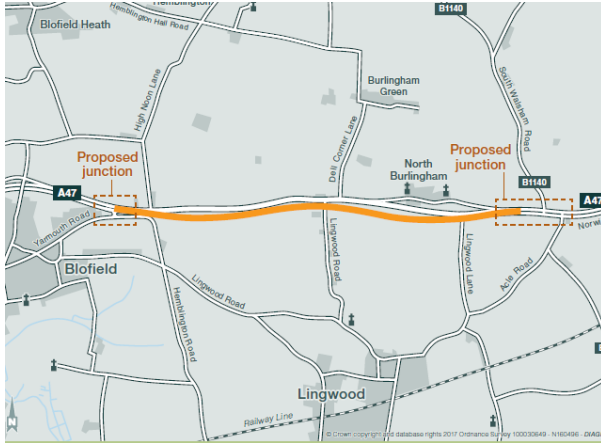 Hemblington
B1140
Blofield Heath
Hemblington Hall Road
High Noon Lane
Burlingham
Green
South Walsham Road
Dell Corner Lane
Proposed
junction
Proposed
junction
North
Burlingham
B1140
A47
A47
Yarmouth Road
Blofield
Lingwood Road
Lingwood Road
Lingwood Lane
Acle Road
Hemblington Road
Lingwood
Railway Line
N
© Crown copyright and database rights 2017 Ordnance Survey 100030649 - N160496 - DIAG